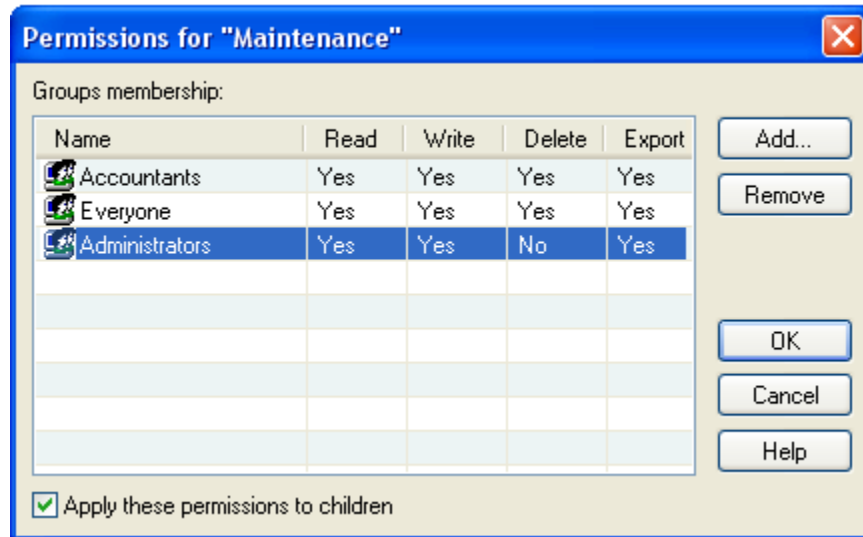 Permissions for "Maintenance"
Groups membership:
Name Read Write Delete Export
Accountants Yes Yes Yes Yes
Everyone Yes Yes Yes Yes
Administrators Yes Yes No Yes
Add...
Remove
OK
Cancel
Help
Apply these permissions to children